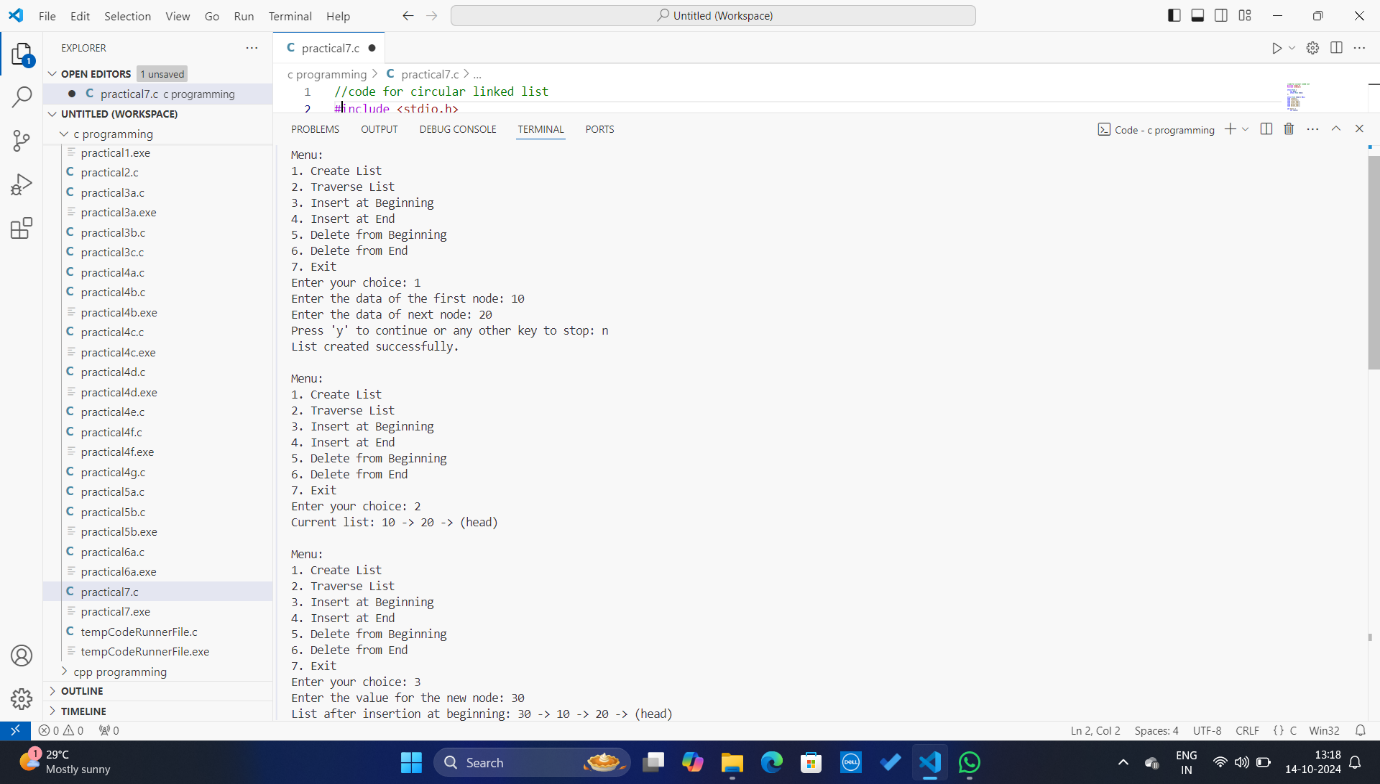 File Edit Selection View Go Run Terminal Help
Untitled (Workspace)
EXPLORER
practical7.c
1
OPEN EDITORS 1 unsaved
c programming > practical7.c > ...
practical7.c c programming
1 //code for circular linked list
2 #include <stdio.h>
UNTITLED (WORKSPACE)
c programming
practical1.exe
practical2.c
practical3a.c
practical3a.exe
practical3b.c
practical3c.c
practical4a.c
practical4b.c
practical4b.exe
practical4c.c
practical4c.exe
practical4d.c
practical4d.exe
practical4e.c
practical4f.c
practical4f.exe
practical4g.c
practical5a.c
practical5b.c
practical5b.exe
practical6a.c
practical6a.exe
practical7.c
practical7.exe
tempCodeRunnerFile.c
tempCodeRunnerFile.exe
cpp programming
OUTLINE
TIMELINE
PROBLEMS OUTPUT DEBUG CONSOLE TERMINAL PORTS
Code - c programming
Menu:
1. Create List
2. Traverse List
3. Insert at Beginning
4. Insert at End
5. Delete from Beginning
6. Delete from End
7. Exit
Enter your choice: 1
Enter the data of the first node: 10
Enter the data of next node: 20
Press 'y' to continue or any other key to stop: n
List created successfully.
Menu:
1. Create List
2. Traverse List
3. Insert at Beginning
4. Insert at End
5. Delete from Beginning
6. Delete from End
7. Exit
Enter your choice: 2
Current list: 10 -> 20 -> (head)
Menu:
1. Create List
2. Traverse List
3. Insert at Beginning
4. Insert at End
5. Delete from Beginning
6. Delete from End
7. Exit
Enter your choice: 3
Enter the value for the new node: 30
List after insertion at beginning: 30 -> 10 -> 20 -> (head)
0 0 0
Ln 2, Col 2 Spaces: 4 UTF-8 CRLF {} C Win32
1
29°C
Mostly sunny
Search
DELL
ENG
IN
13:18
14-10-2024